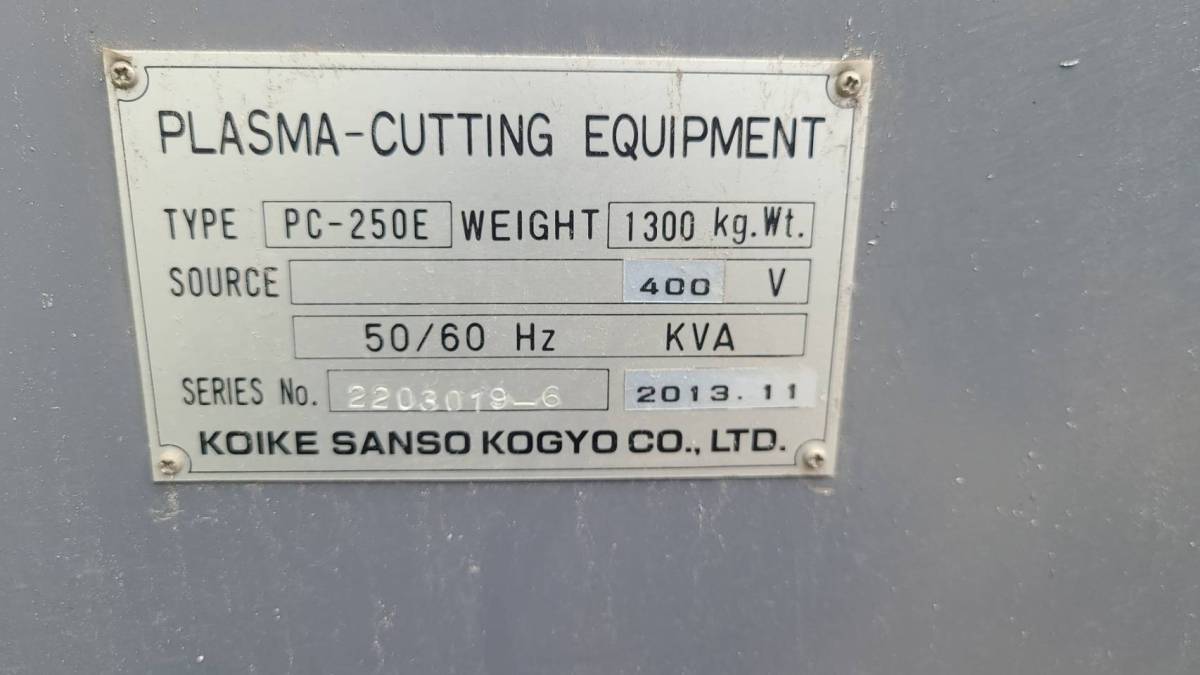 PLASMA-CUTTING EQUIPMENT
TYPE PC-250E WEIGHT 1300 kg.Wt.
SOURCE 400 V
50/60 Hz KVA
SERIES No. 2203019-6 2013.11
KOIKE SANSO KOGYO CO., LTD.